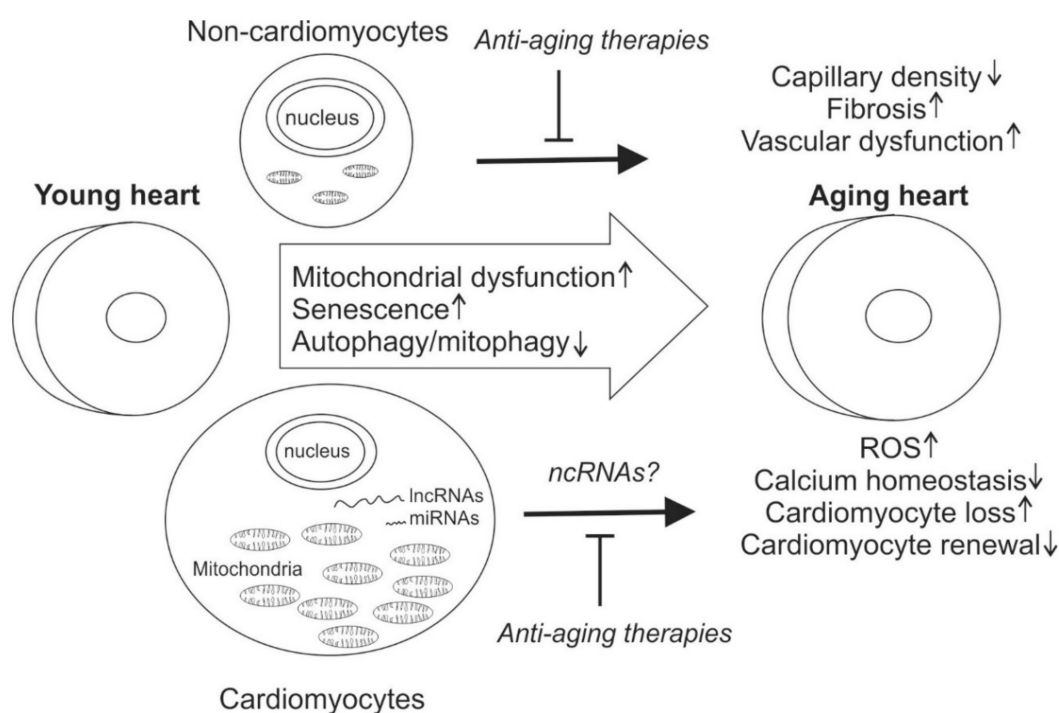 Non-cardiomyocytes
nucleus
Anti-aging therapies
Capillary density↓
Fibrosis↑
Vascular dysfunction↑
Young heart
Aging heart
Mitochondrial dysfunction↑
Senescence↑
Autophagy/mitophagy↓
nucleus
lncRNAs
miRNAs
Mitochondria
ncRNAs?
Anti-aging therapies
ROS↑
Calcium homeostasis↓
Cardiomyocyte loss↑
Cardiomyocyte renewal↓
Cardiomyocytes